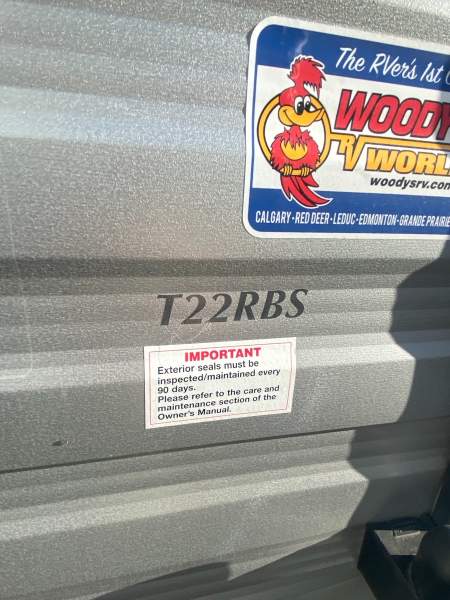 The RVer's 1st
WOODY'
RV WORL
woodysrv.com
CALGARY-RED DEER-LEDUC-EDMONTON-GRANDE PRAIRIE
T22RBS
IMPORTANT
Exterior seals must be
inspected/maintained every
90 days.
Please refer to the care and
maintenance section of the
Owner's Manual.